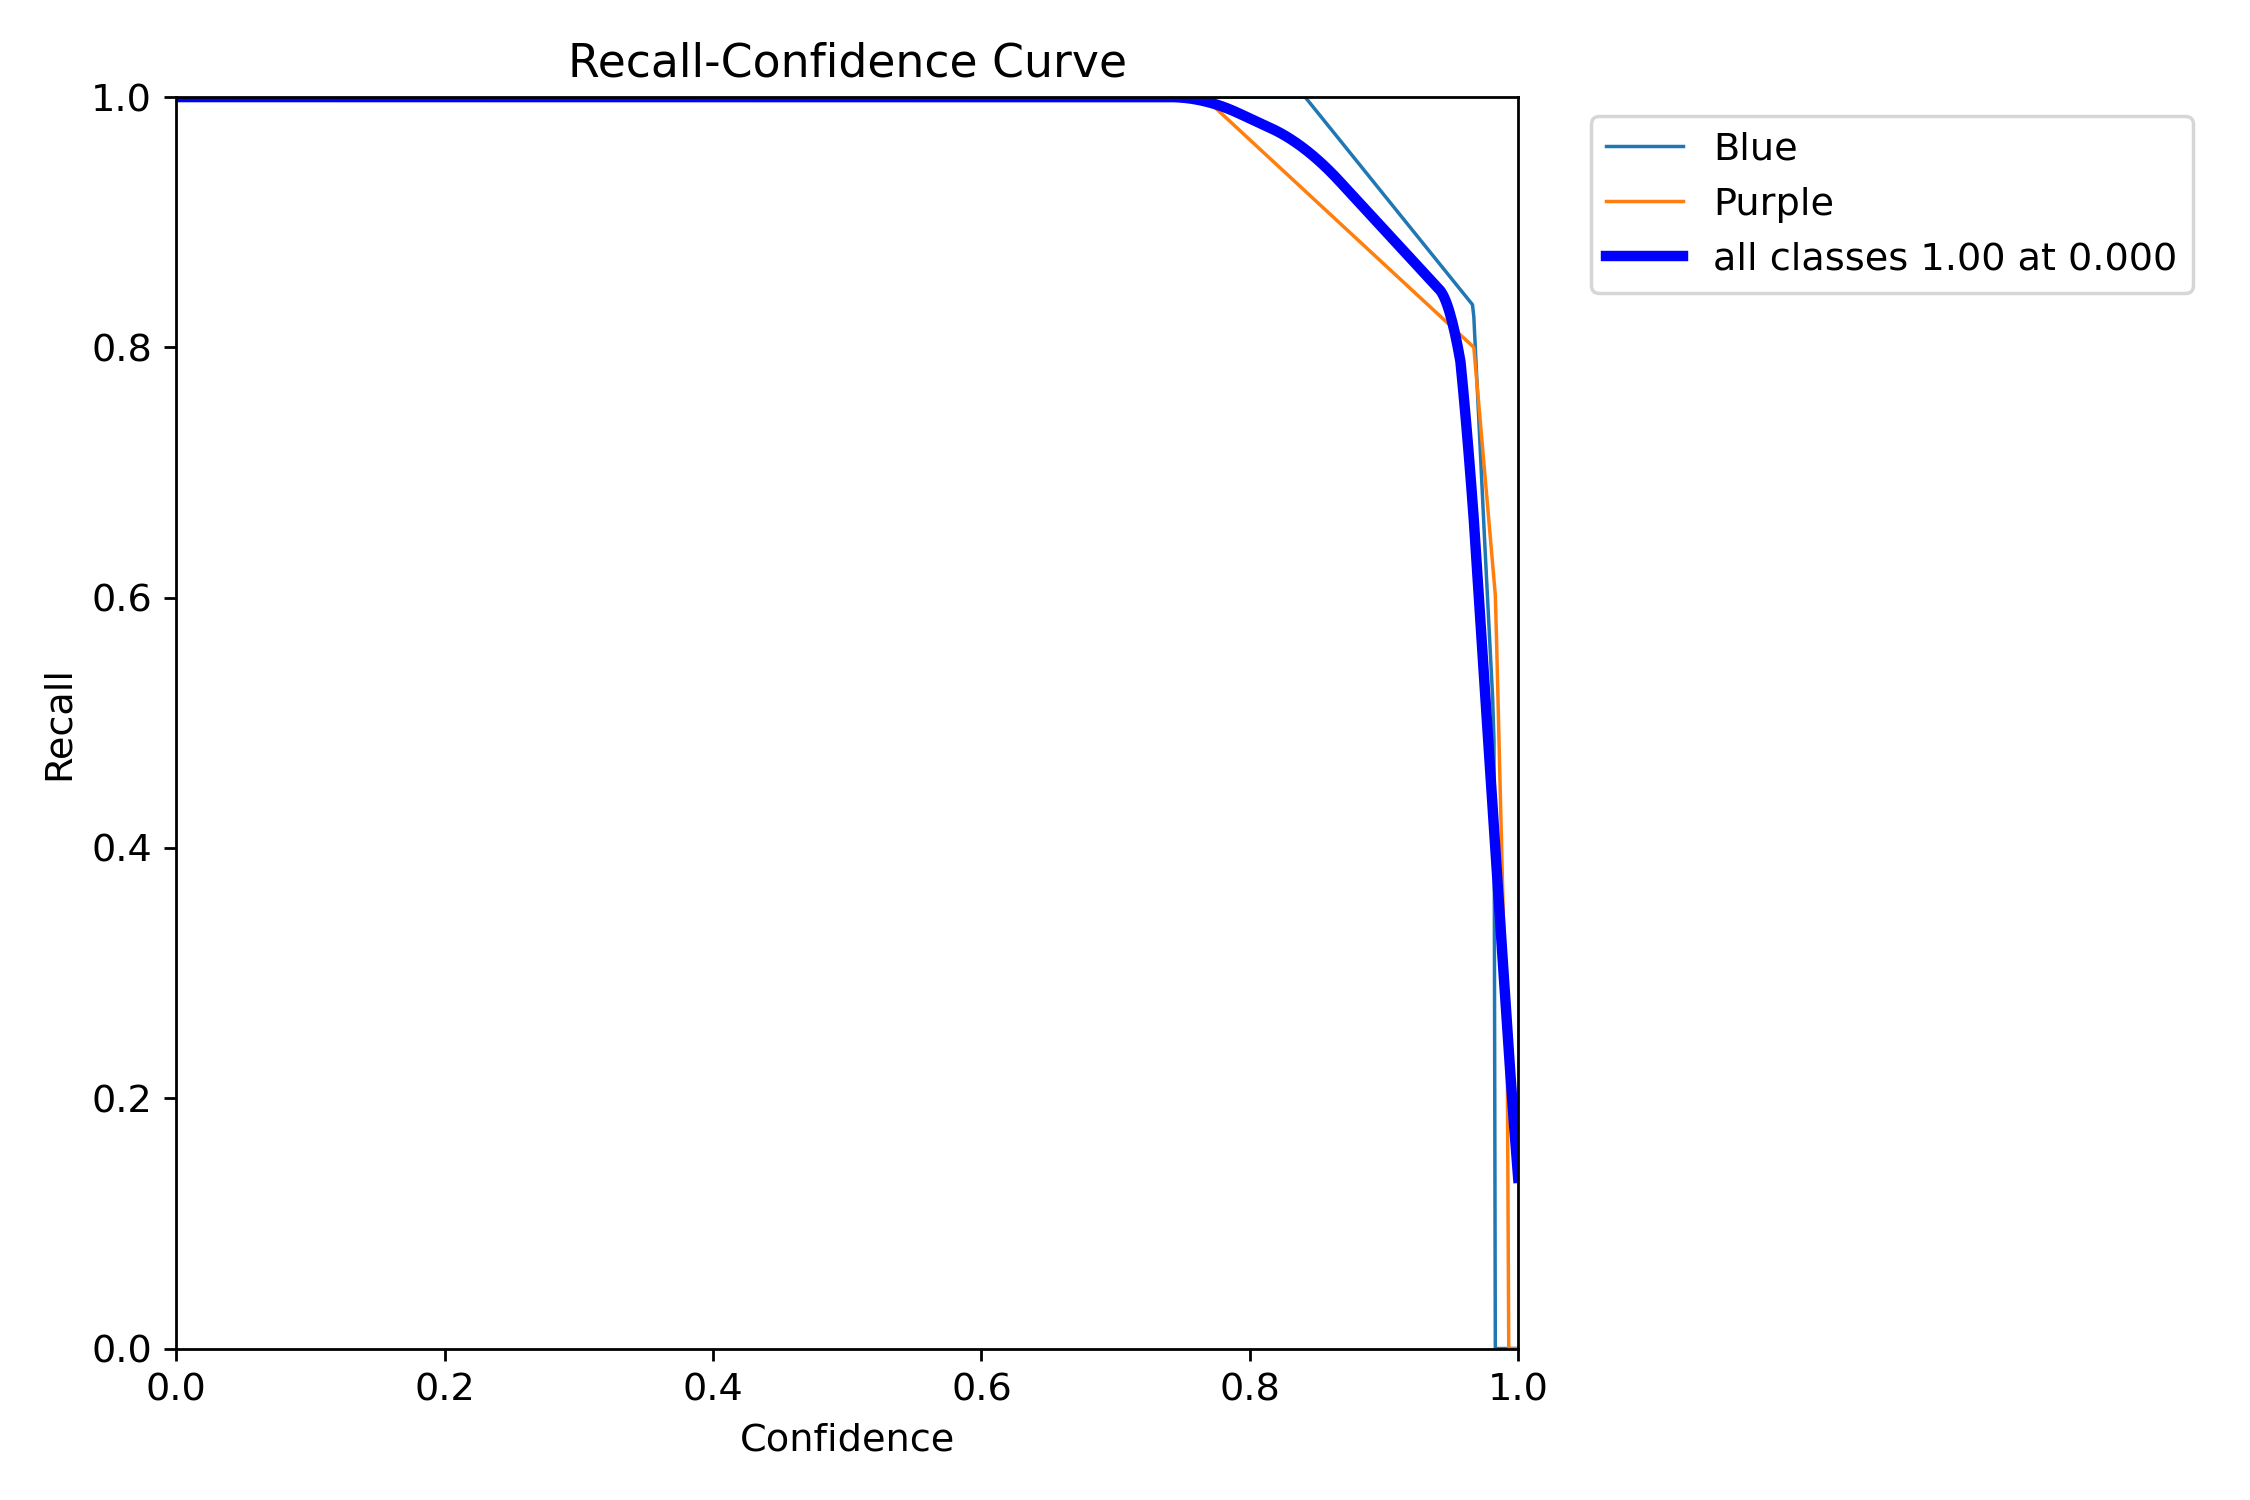 Recall-Confidence Curve
1.0
0.8
0.6
0.4
0.2
0.0
Recall
0.0 0.2 0.4 0.6 0.8 1.0
Confidence
Blue
Purple
all classes 1.00 at 0.000